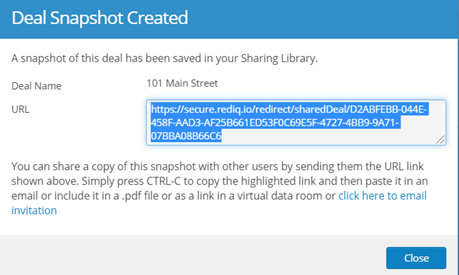 Deal Snapshot Created
A snapshot of this deal has been saved in your Sharing Library.
Deal Name 101 Main Street
URL https://secure.rediq.io/redirect/sharedDeal/D2ABFEBB-044E-
458F-AAD3-AF25B661ED53F0C69E5F-4727-4BB9-9A71-
07BBA08B66C6
You can share a copy of this snapshot with other users by sending them the URL link
shown above. Simply press CTRL-C to copy the highlighted link and then paste it in an
email or include it in a .pdf file or as a link in a virtual data room or click here to email
invitation
Close